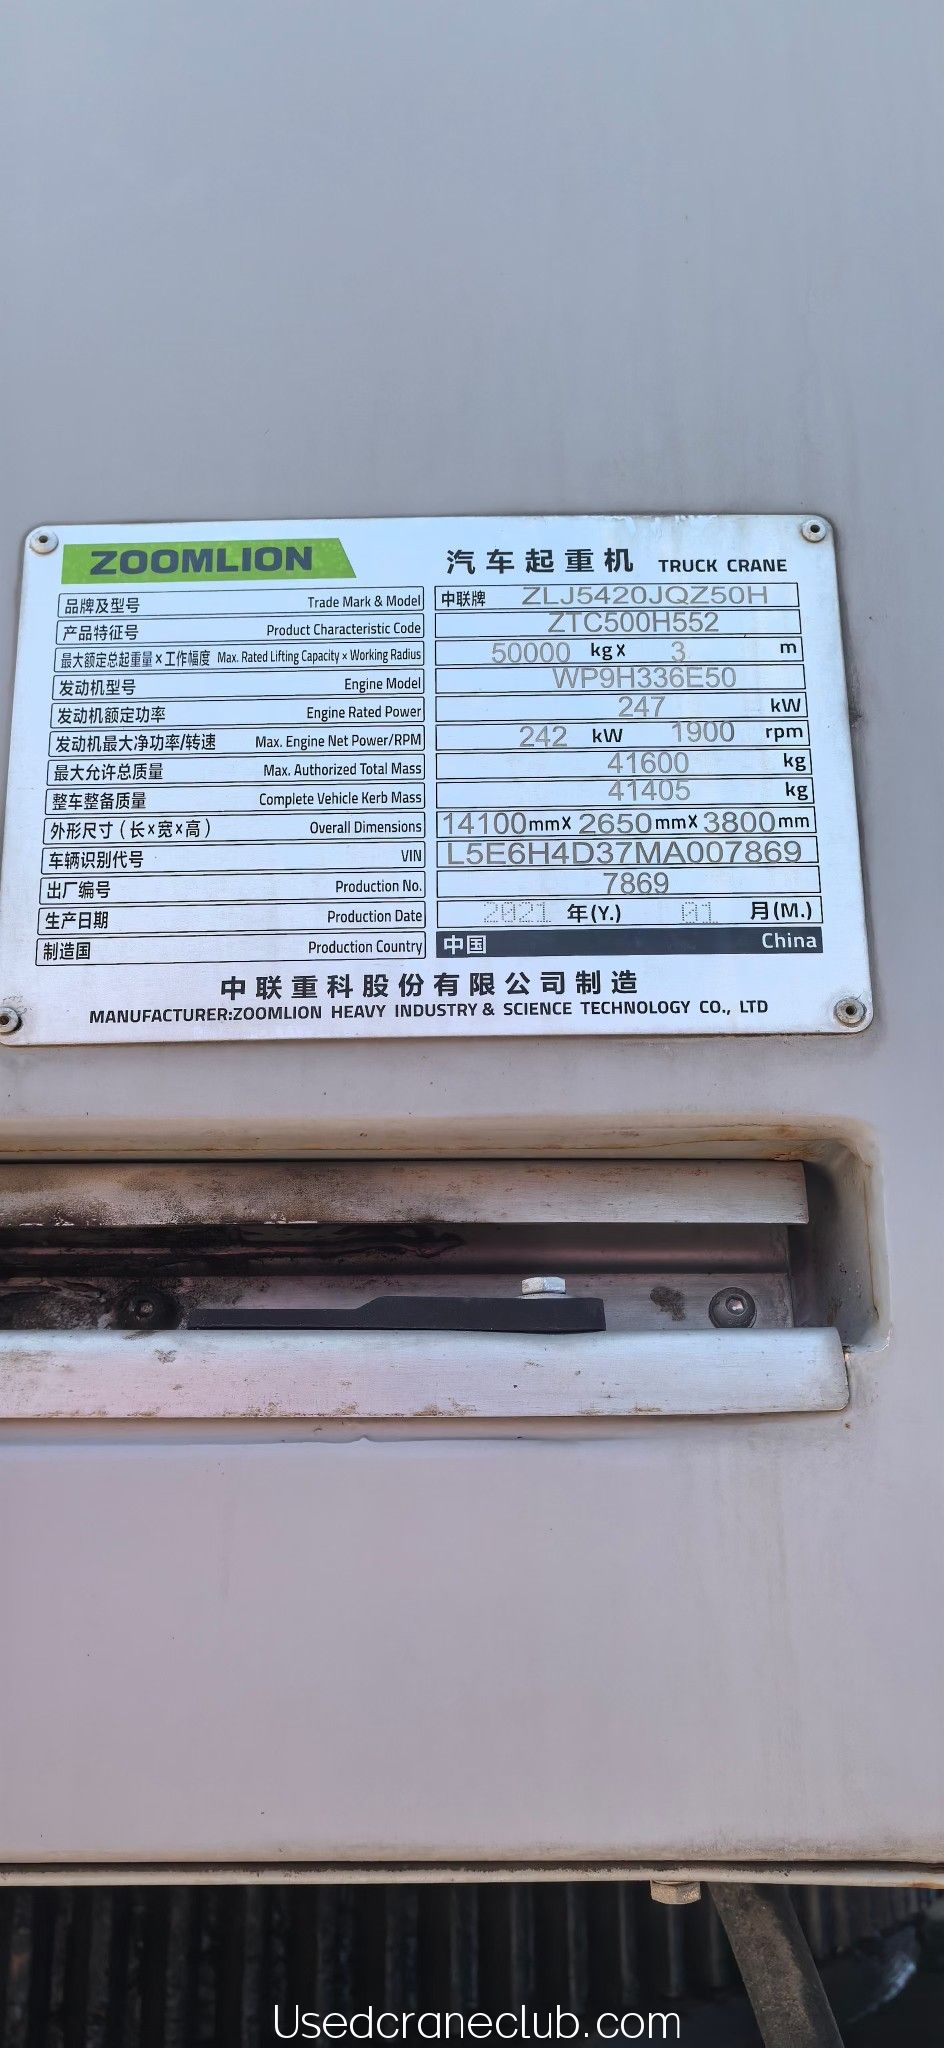 ZOOMLION
汽车起重机 TRUCK CRANE
品牌及型号 Trade Mark & Model 中联牌 ZLJ5420JQZ50H
产品特征号 Product Characteristic Code ZTC500H552
最大额定总起重量×工作幅度 Max. Rated Lifting Capacity × Working Radius 50000 kg× 3 m
发动机型号 Engine Model WP9H336E50
发动机额定功率 Engine Rated Power 247 kW
发动机最大净功率/转速 Max. Engine Net Power/RPM 242 kW 1900 rpm
最大允许总质量 Max. Authorized Total Mass 41600 kg
整车整备质量 Complete Vehicle Kerb Mass 41405 kg
外形尺寸（长×宽×高） Overall Dimensions 14100mm× 2650mm× 3800mm
车辆识别代号 VIN L5E6H4D37MA007869
出厂编号 Production No. 7869
生产日期 Production Date 2021 年(Y.) 01 月(M.)
制造国 Production Country 中国 China
中联重科股份有限公司制造
MANUFACTURER:ZOOMLION HEAVY INDUSTRY & SCIENCE TECHNOLOGY CO., LTD
Usedcraneclub.com